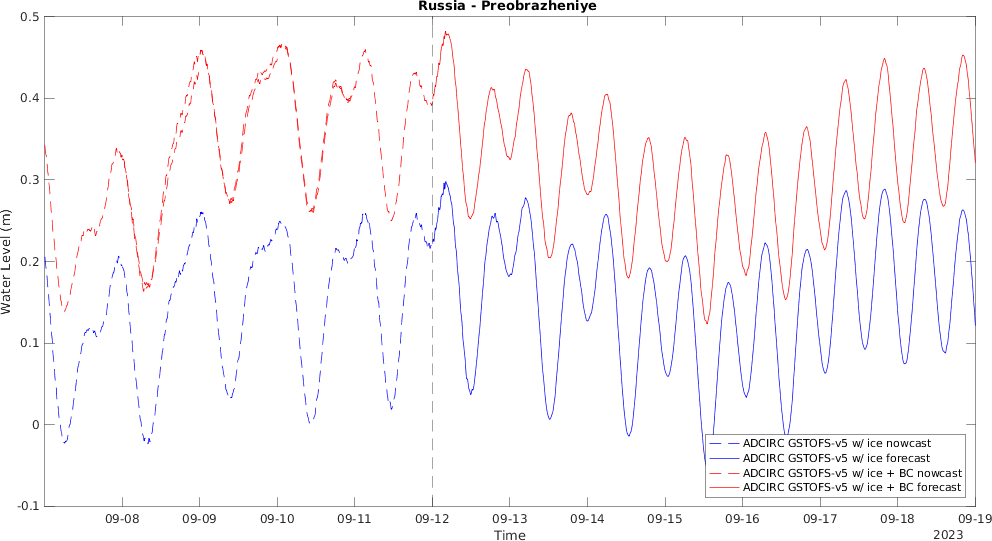 Russia - Preobrazheniye
0.5
0.4
0.3
0.2
0.1
0
-0.1
Water Level (m)
ADCIRC GSTOFS-v5 w/ ice nowcast
ADCIRC GSTOFS-v5 w/ ice forecast
ADCIRC GSTOFS-v5 w/ ice + BC nowcast
ADCIRC GSTOFS-v5 w/ ice + BC forecast
09-08 09-09 09-10 09-11 09-12 09-13 09-14 09-15 09-16 09-17 09-18 09-19
Time
2023